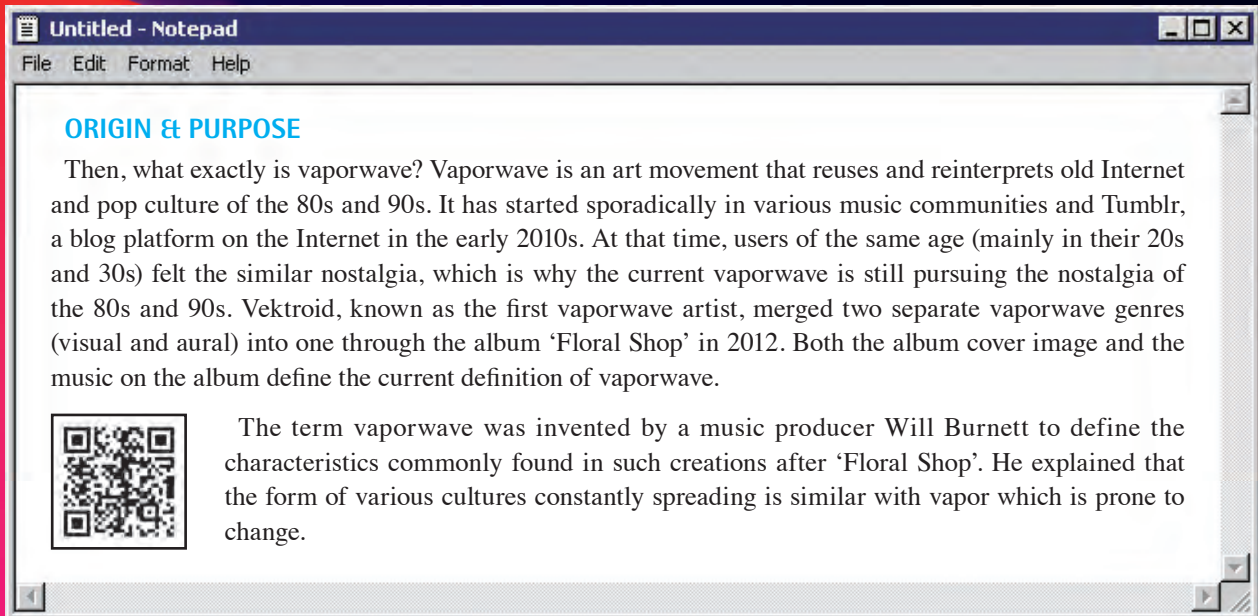 Untitled - Notepad
File Edit Format Help
ORIGIN & PURPOSE
Then, what exactly is vaporwave? Vaporwave is an art movement that reuses and reinterprets old Internet
and pop culture of the 80s and 90s. It has started sporadically in various music communities and Tumblr,
a blog platform on the Internet in the early 2010s. At that time, users of the same age (mainly in their 20s
and 30s) felt the similar nostalgia, which is why the current vaporwave is still pursuing the nostalgia of
the 80s and 90s. Vektroid, known as the first vaporwave artist, merged two separate vaporwave genres
(visual and aural) into one through the album ‘Floral Shop’ in 2012. Both the album cover image and the
music on the album define the current definition of vaporwave.
The term vaporwave was invented by a music producer Will Burnett to define the
characteristics commonly found in such creations after ‘Floral Shop’. He explained that
the form of various cultures constantly spreading is similar with vapor which is prone to
change.